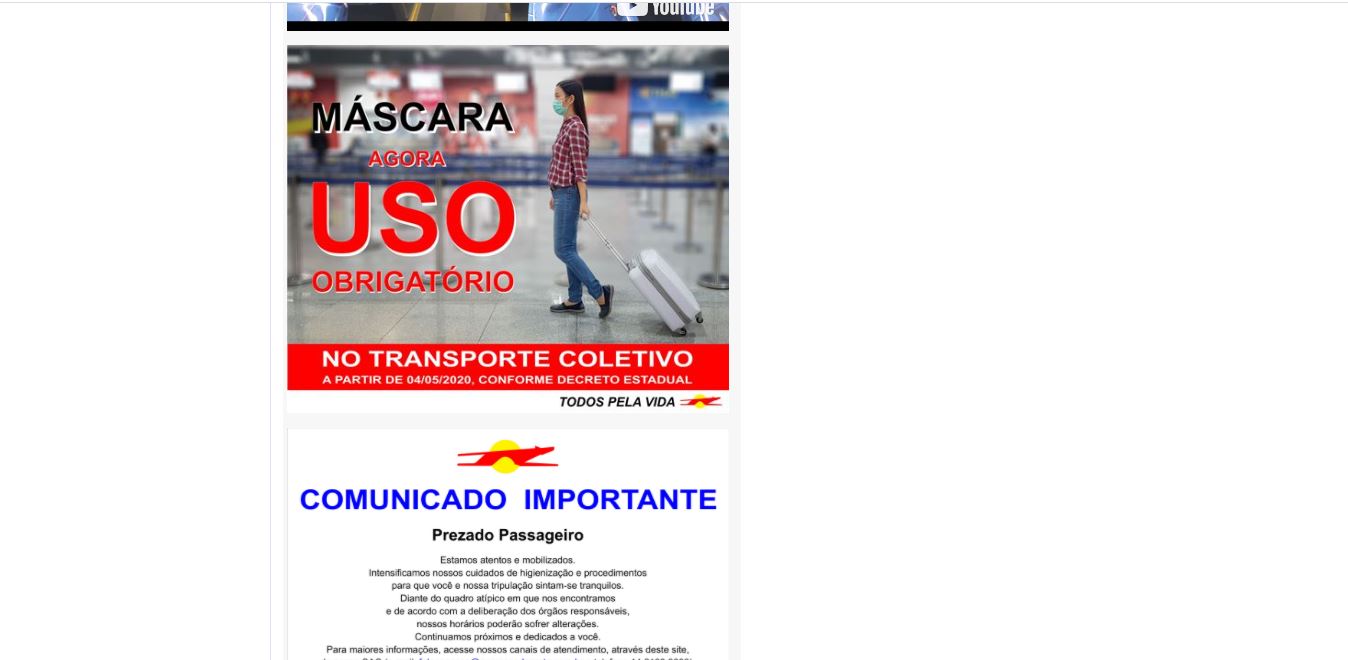 YouTube
MÁSCARA
AGORA
USO
OBRIGATÓRIO
NO TRANSPORTE COLETIVO
A PARTIR DE 04/05/2020, CONFORME DECRETO ESTADUAL
TODOS PELA VIDA
COMUNICADO IMPORTANTE
Prezado Passageiro
Estamos atentos e mobilizados.
Intensificamos nossos cuidados de higienização e procedimentos
para que você e nossa tripulação sintam-se tranquilos.
Diante do quadro atípico em que nos encontramos
e de acordo com a deliberação dos órgãos responsáveis,
nossos horários poderão sofrer alterações.
Continuamos próximos e dedicados a você.
Para maiores informações, acesse nossos canais de atendimento, através deste site,